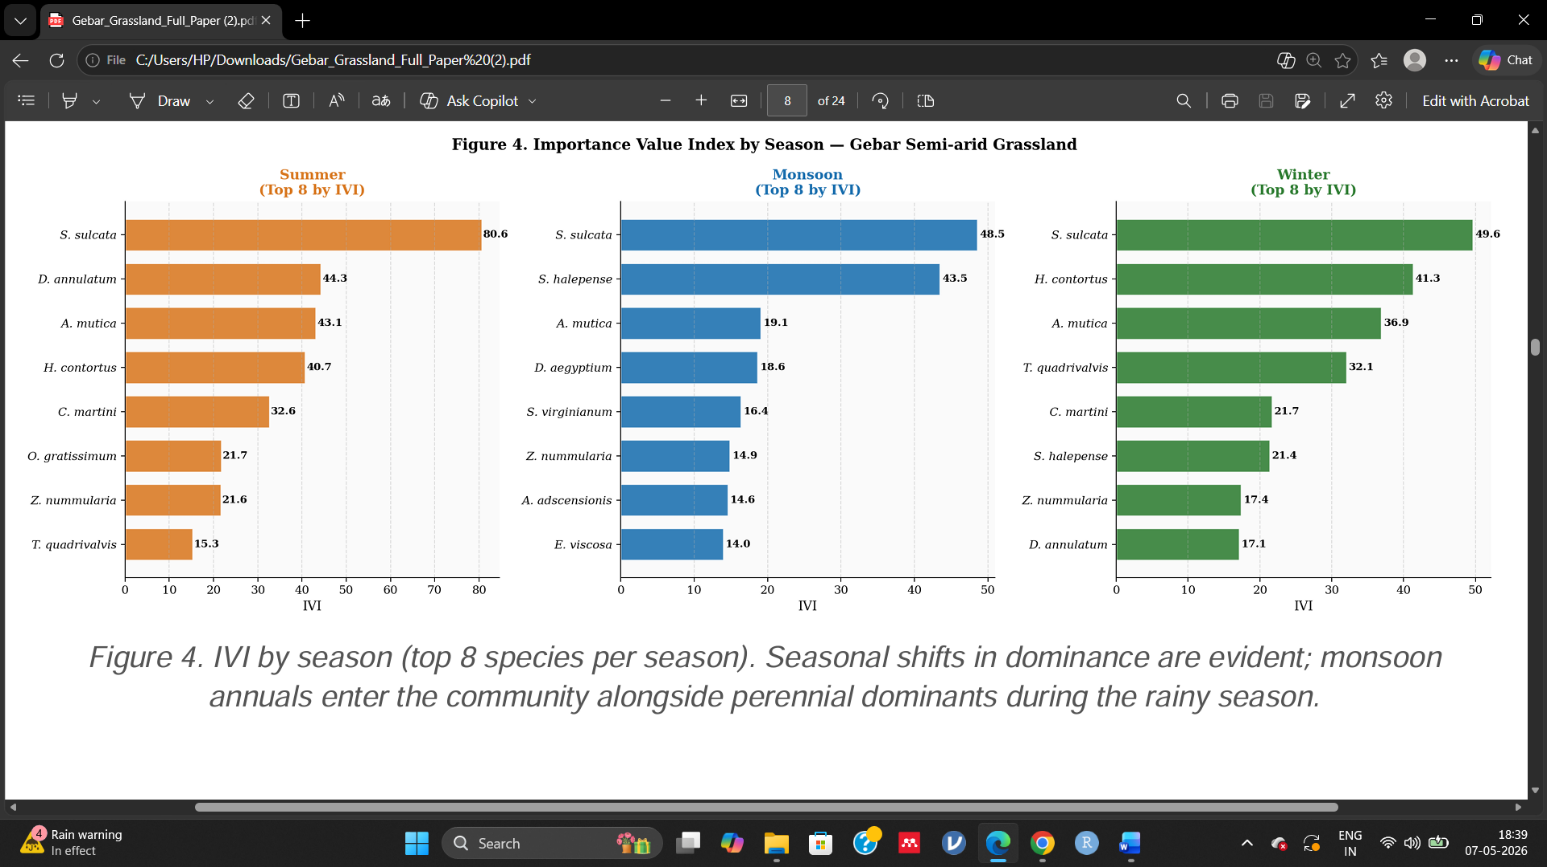 Gebar_Grassland_Full_Paper (2).pd
File C:/Users/HP/Downloads/Gebar_Grassland_Full_Paper%20(2).pdf
Chat
Draw
aあ
Ask Copilot
8 of 24
Edit with Acrobat
Figure 4. Importance Value Index by Season — Gebar Semi-arid Grassland
Summer
(Top 8 by IVI)
S. sulcata 80.6
D. annulatum 44.3
A. mutica 43.1
H. contortus 40.7
C. martini 32.6
O. gratissimum 21.7
Z. nummularia 21.6
T. quadrivalvis 15.3
0 10 20 30 40 50 60 70 80
IVI
Monsoon
(Top 8 by IVI)
S. sulcata 48.5
S. halepense 43.5
A. mutica 19.1
D. aegyptium 18.6
S. virginianum 16.4
Z. nummularia 14.9
A. adscensionis 14.6
E. viscosa 14.0
0 10 20 30 40 50
IVI
Winter
(Top 8 by IVI)
S. sulcata 49.6
H. contortus 41.3
A. mutica 36.9
T. quadrivalvis 32.1
C. martini 21.7
S. halepense 21.4
Z. nummularia 17.4
D. annulatum 17.1
0 10 20 30 40 50
IVI
Figure 4. IVI by season (top 8 species per season). Seasonal shifts in dominance are evident; monsoon
annuals enter the community alongside perennial dominants during the rainy season.
4
Rain warning
In effect
Search
ENG
IN
18:39
07-05-2026